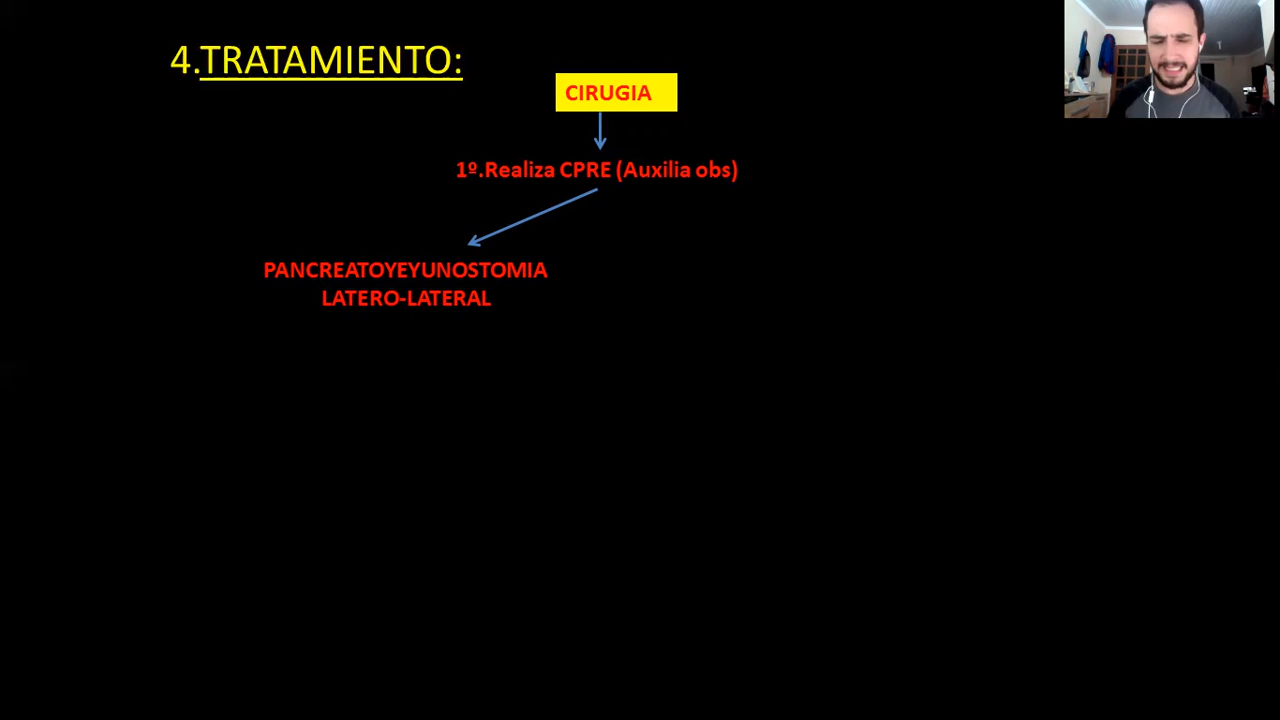 4.TRATAMIENTO:
CIRUGIA
1º.Realiza CPRE (Auxilia obs)
PANCREATOYEYUNOSTOMIA
LATERO-LATERAL